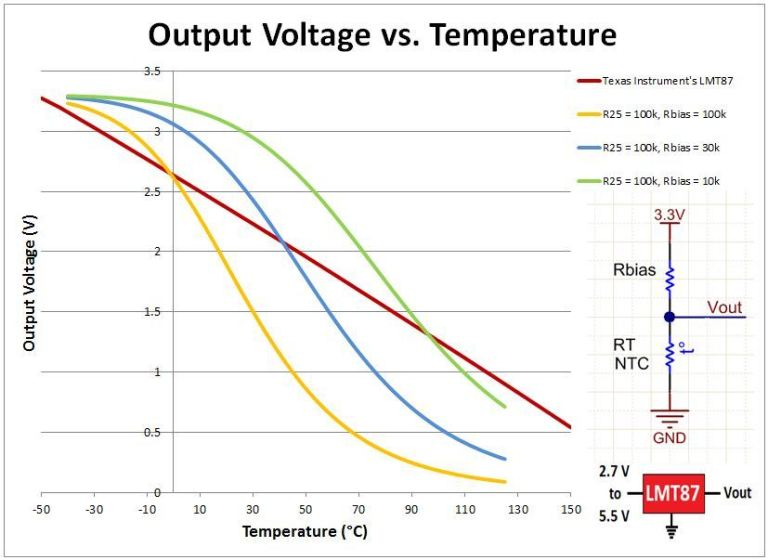 Output Voltage vs. Temperature
Output Voltage (V)
3.5
3
2.5
2
1.5
1
0.5
0
-50
-30
-10
10
30
50
70
90
110
130
150
Temperature (°C)
Texas Instrument's LMT87
R25 = 100k, Rbias = 100k
R25 = 100k, Rbias = 30k
R25 = 100k, Rbias = 10k
3.3V
Rbias
Vout
RT
NTC
t°
GND
2.7 V
to
5.5 V
LMT87
Vout